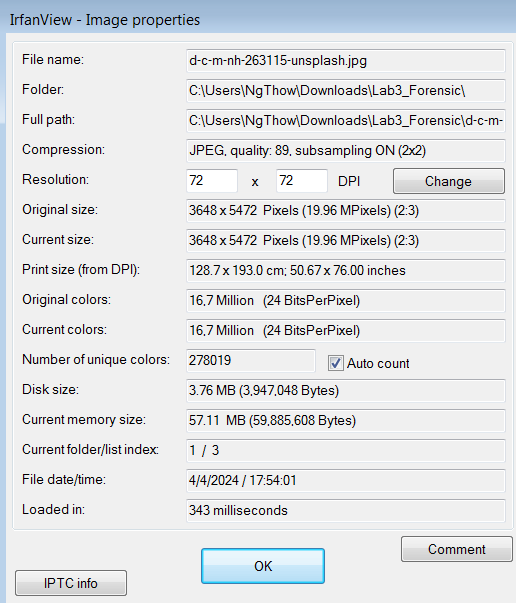 IrfanView - Image properties
File name: d-c-m-nh-263115-unsplash.jpg
Folder: C:\Users\NgThow\Downloads\Lab3_Forensic\
Full path: C:\Users\NgThow\Downloads\Lab3_Forensic\d-c-m-
Compression: JPEG, quality: 89, subsampling ON (2x2)
Resolution: 72 x 72 DPI Change
Original size: 3648 x 5472 Pixels (19.96 MPixels) (2:3)
Current size: 3648 x 5472 Pixels (19.96 MPixels) (2:3)
Print size (from DPI): 128.7 x 193.0 cm; 50.67 x 76.00 inches
Original colors: 16,7 Million (24 BitsPerPixel)
Current colors: 16,7 Million (24 BitsPerPixel)
Number of unique colors: 278019 Auto count
Disk size: 3.76 MB (3,947,048 Bytes)
Current memory size: 57.11 MB (59,885,608 Bytes)
Current folder/list index: 1 / 3
File date/time: 4/4/2024 / 17:54:01
Loaded in: 343 milliseconds
Comment
OK
IPTC info